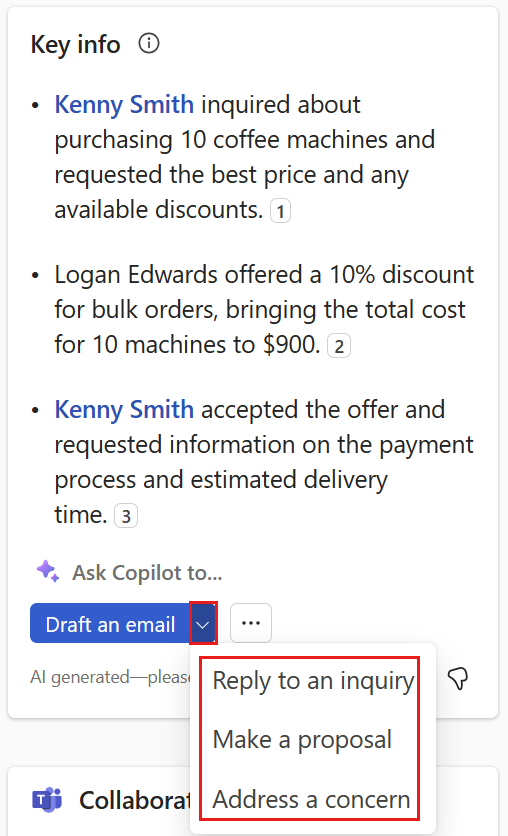 Key info
• Kenny Smith inquired about
purchasing 10 coffee machines and
requested the best price and any
available discounts. 1
• Logan Edwards offered a 10% discount
for bulk orders, bringing the total cost
for 10 machines to $900. 2
• Kenny Smith accepted the offer and
requested information on the payment
process and estimated delivery
time. 3
Ask Copilot to...
Draft an email ...
AI generated—please
Reply to an inquiry
Make a proposal
Address a concern
Collaborat